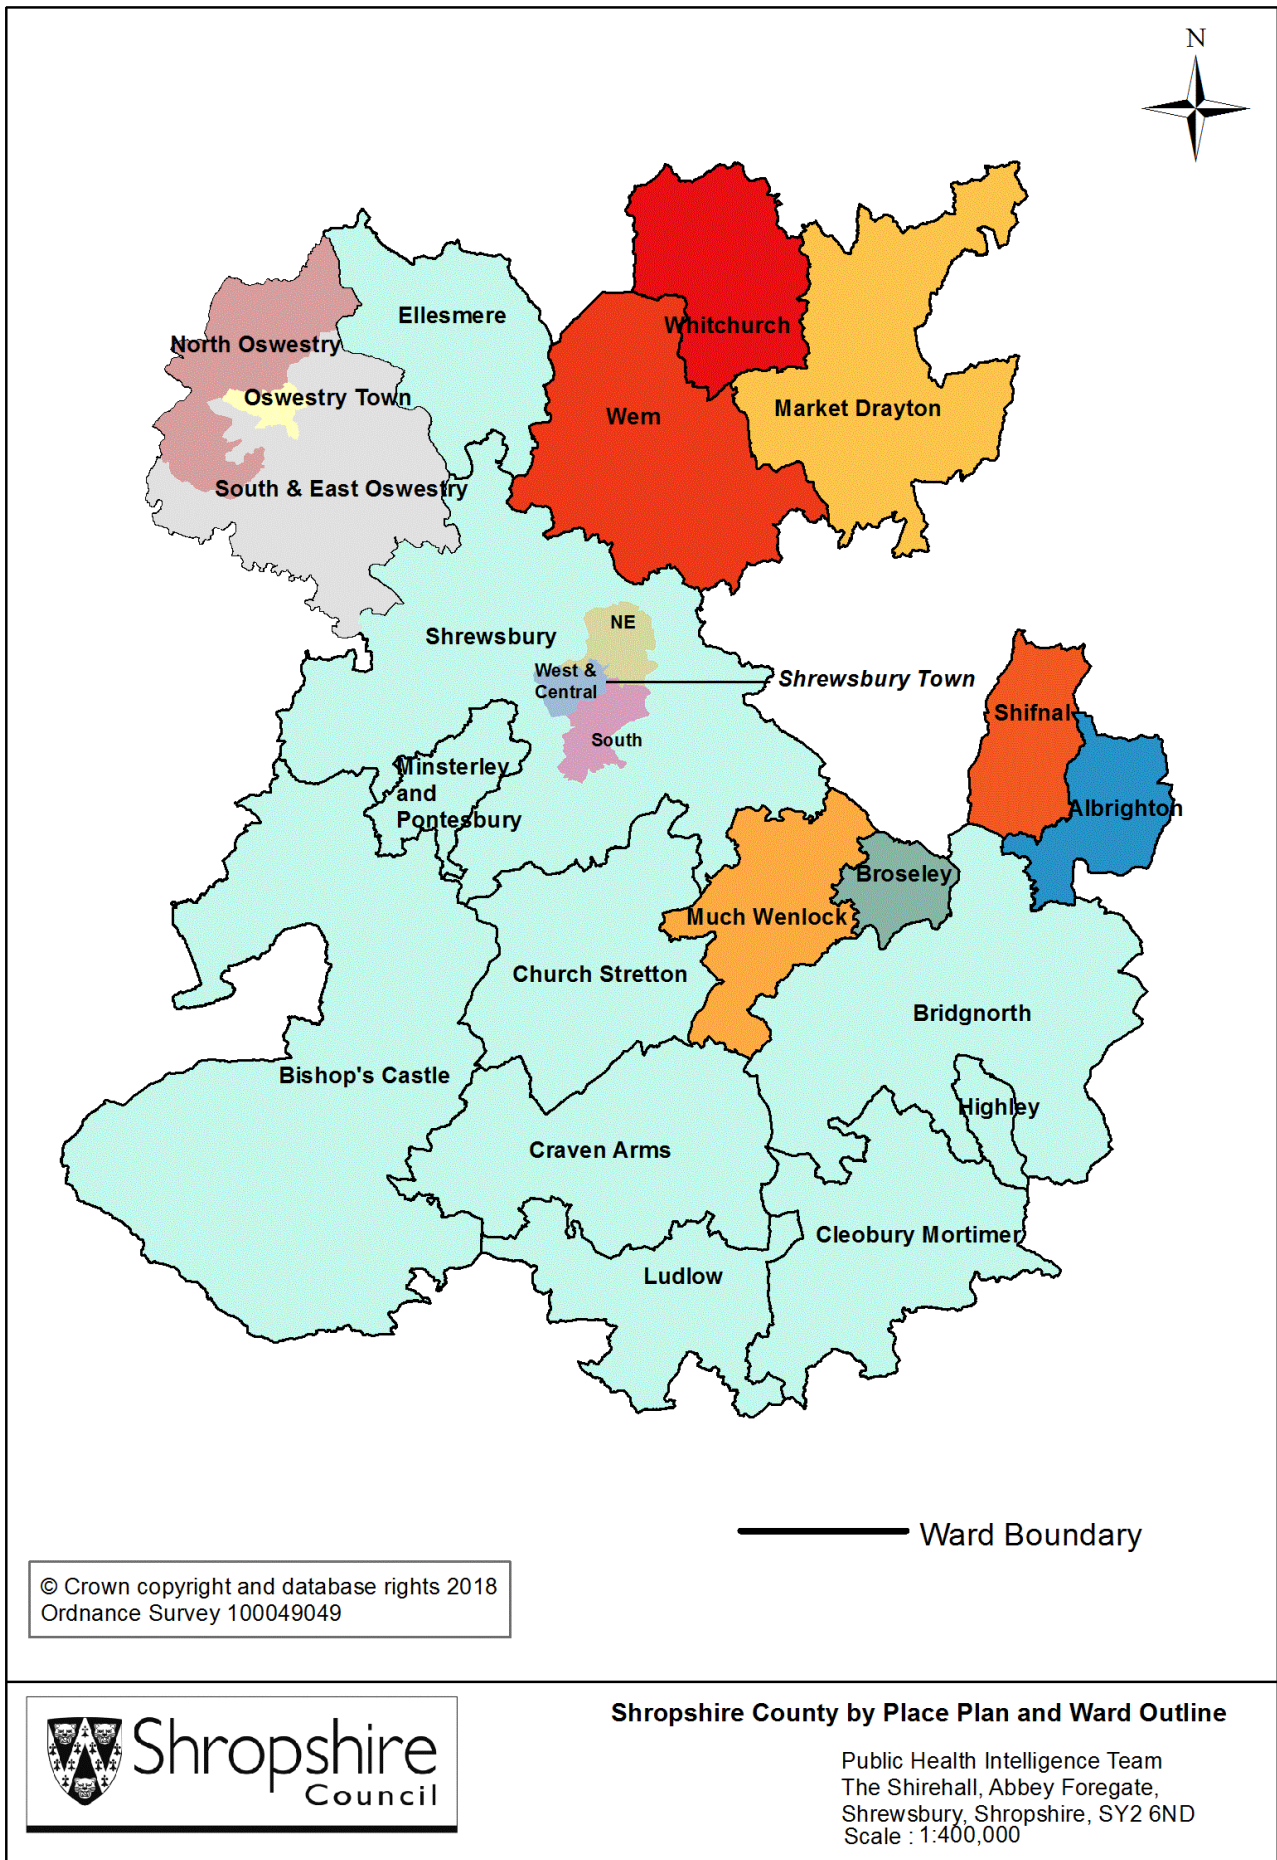 N
Whitchurch
Ellesmere
North Oswestry
Oswestry Town
Wem
Market Drayton
South & East Oswestry
NE
Shrewsbury
West &
Central
Shrewsbury Town
South
Shifnal
Minsterley
and
Pontesbury
Albrighton
Broseley
Much Wenlock
Church Stretton
Bridgnorth
Bishop's Castle
Highley
Craven Arms
Cleobury Mortimer
Ludlow
Ward Boundary
© Crown copyright and database rights 2018
Ordnance Survey 100049049
Shropshire
Council
Shropshire County by Place Plan and Ward Outline
Public Health Intelligence Team
The Shirehall, Abbey Foregate,
Shrewsbury, Shropshire, SY2 6ND
Scale : 1:400,000